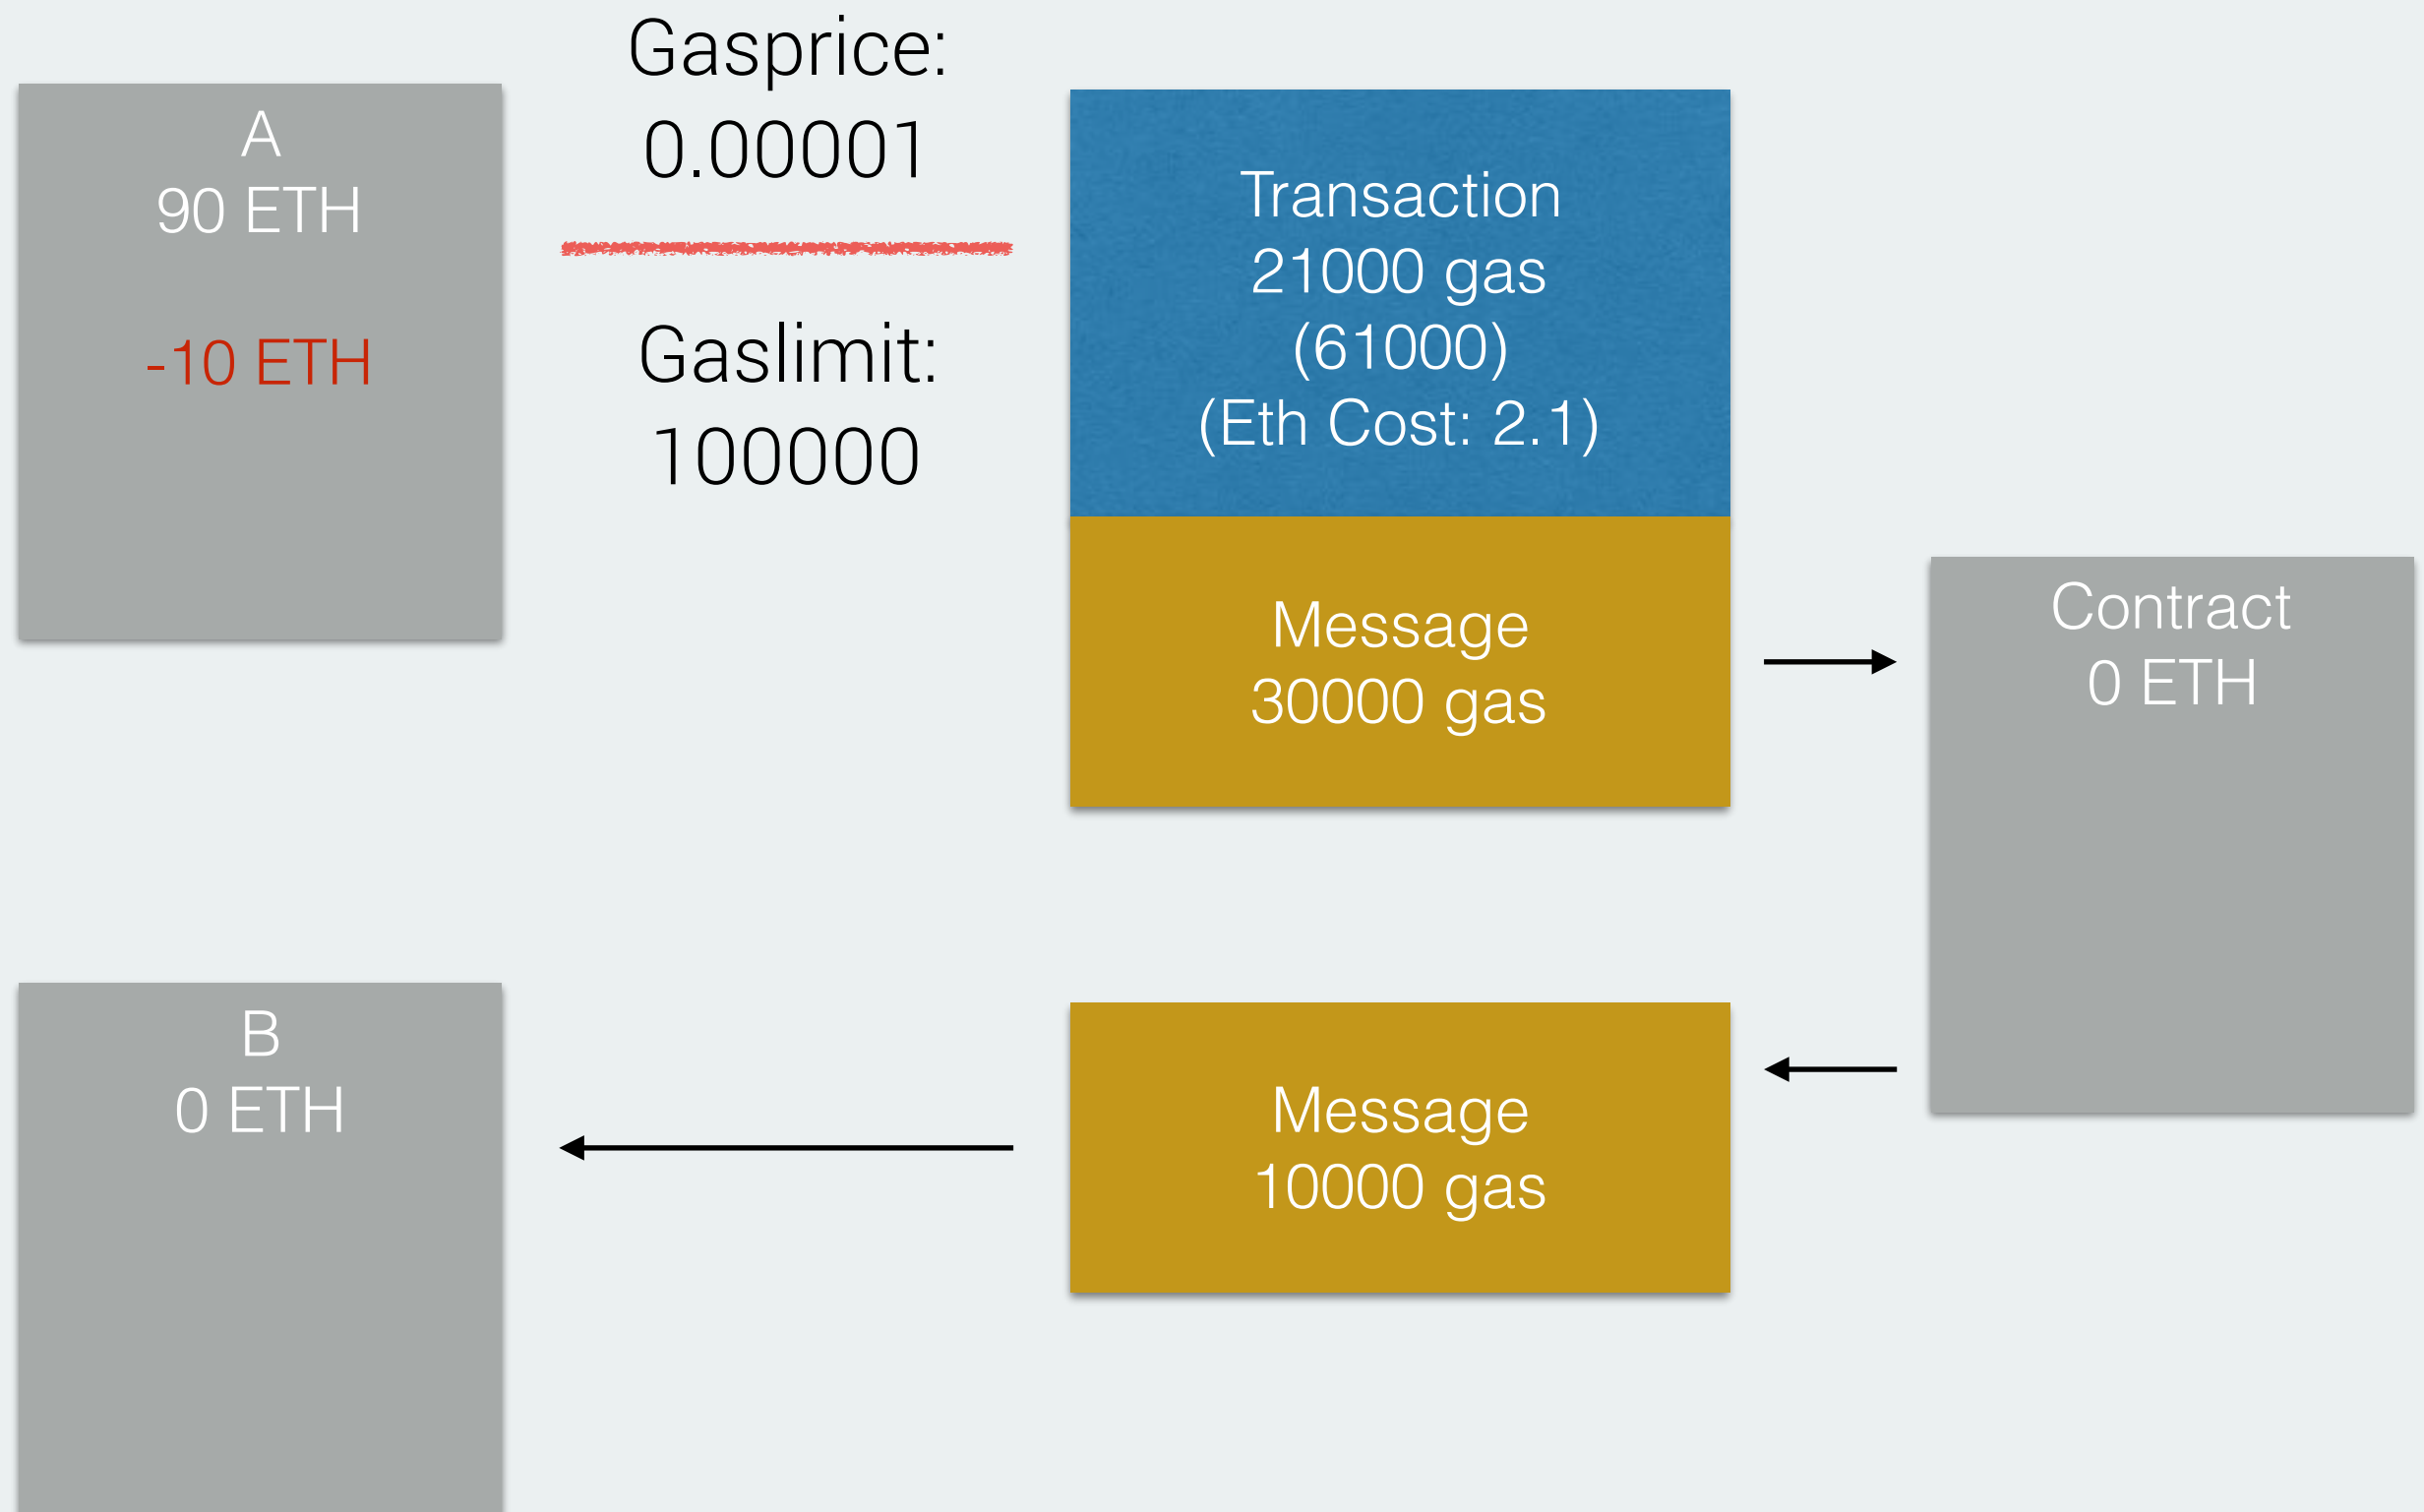 A
90 ETH
-10 ETH
Gasprice:
0.00001
Gaslimit:
100000
Transaction
21000 gas
(61000)
(Eth Cost: 2.1)
Message
30000 gas
Contract
0 ETH
B
0 ETH
Message
10000 gas